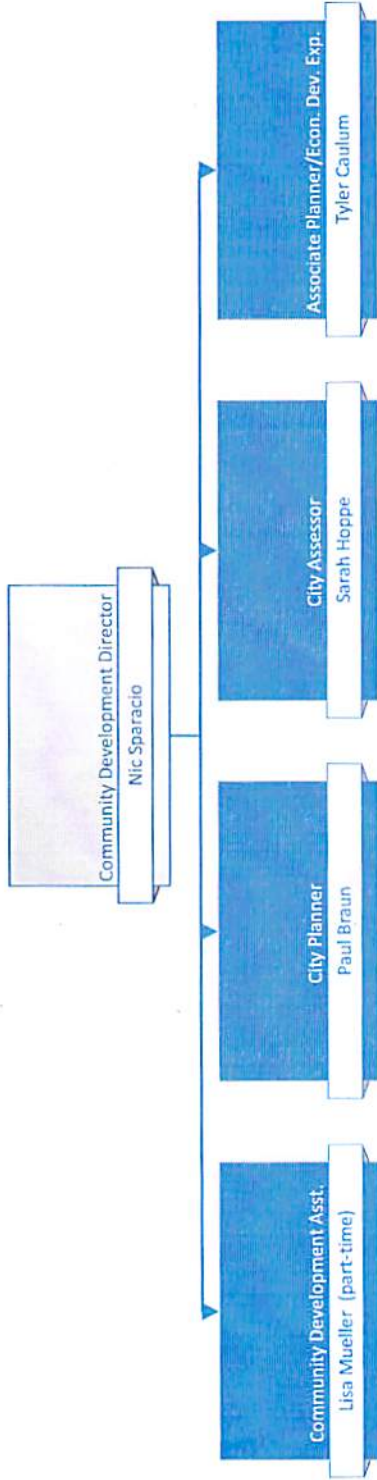 Community Development Director
Nic Sparacio
Community Development Asst.
Lisa Mueller (part-time)
City Planner
Paul Braun
City Assessor
Sarah Hoppe
Associate Planner/Econ. Dev. Exp.
Tyler Caulum